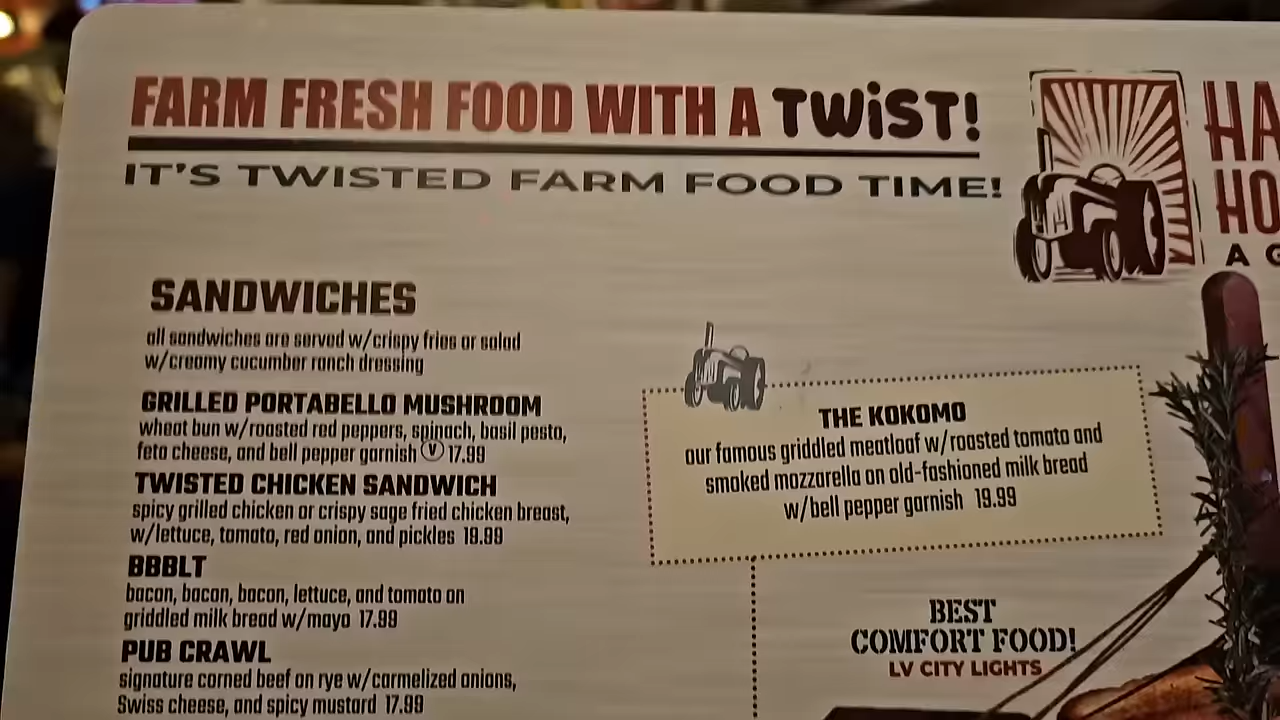 FARM FRESH FOOD WITH A TWiST!
IT'S TWISTED FARM FOOD TIME!
HA
HO
A G
SANDWICHES
all sandwiches are served w/crispy fries or salad
w/creamy cucumber ranch dressing
GRILLED PORTABELLO MUSHROOM
wheat bun w/roasted red peppers, spinach, basil pesto,
feta cheese, and bell pepper garnish V 17.99
TWISTED CHICKEN SANDWICH
spicy grilled chicken or crispy sage fried chicken breast,
w/lettuce, tomato, red onion, and pickles 19.99
BBBLT
bacon, bacon, bacon, lettuce, and tomato on
griddled milk bread w/mayo 17.99
PUB CRAWL
signature corned beef on rye w/carmelized onions,
Swiss cheese, and spicy mustard 17.99
THE KOKOMO
our famous griddled meatloaf w/roasted tomato and
smoked mozzarella on old-fashioned milk bread
w/bell pepper garnish 19.99
BEST
COMFORT FOOD!
LV CITY LIGHTS